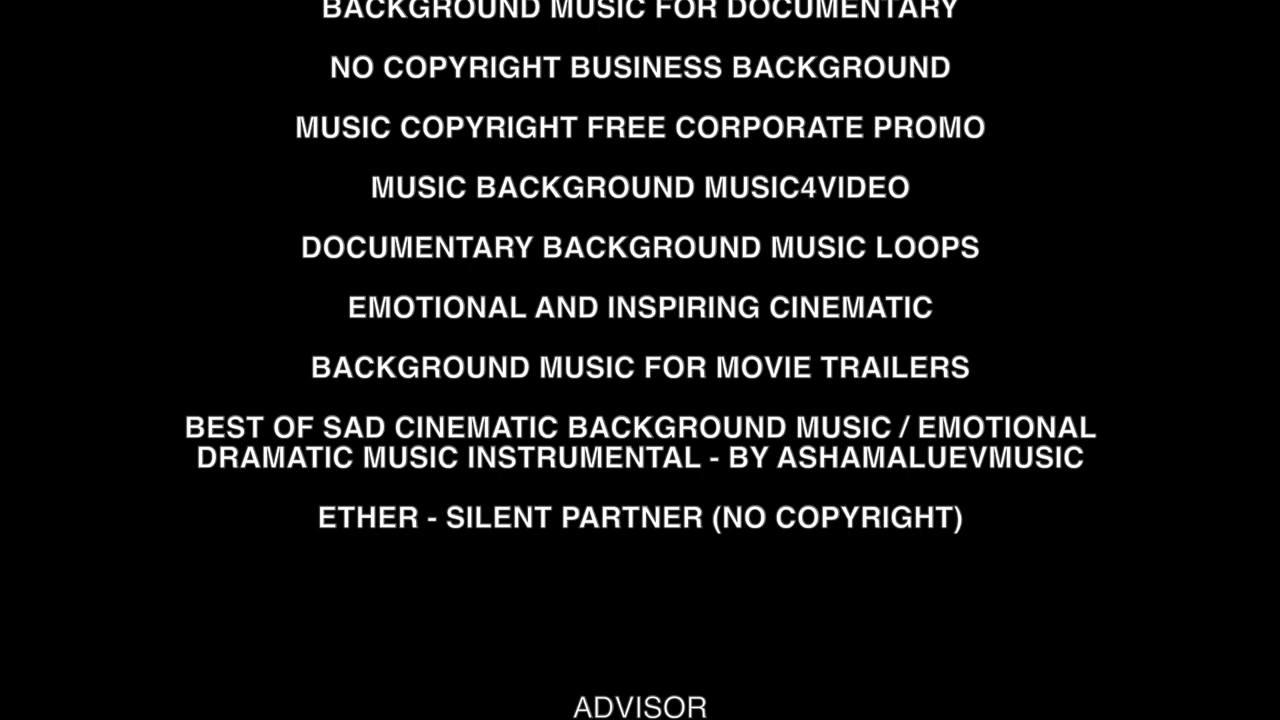 BACKGROUND MUSIC FOR DOCUMENTARY
NO COPYRIGHT BUSINESS BACKGROUND
MUSIC COPYRIGHT FREE CORPORATE PROMO
MUSIC BACKGROUND MUSIC4VIDEO
DOCUMENTARY BACKGROUND MUSIC LOOPS
EMOTIONAL AND INSPIRING CINEMATIC
BACKGROUND MUSIC FOR MOVIE TRAILERS
BEST OF SAD CINEMATIC BACKGROUND MUSIC / EMOTIONAL
DRAMATIC MUSIC INSTRUMENTAL - BY ASHAMALUEVMUSIC
ETHER - SILENT PARTNER (NO COPYRIGHT)
ADVISOR